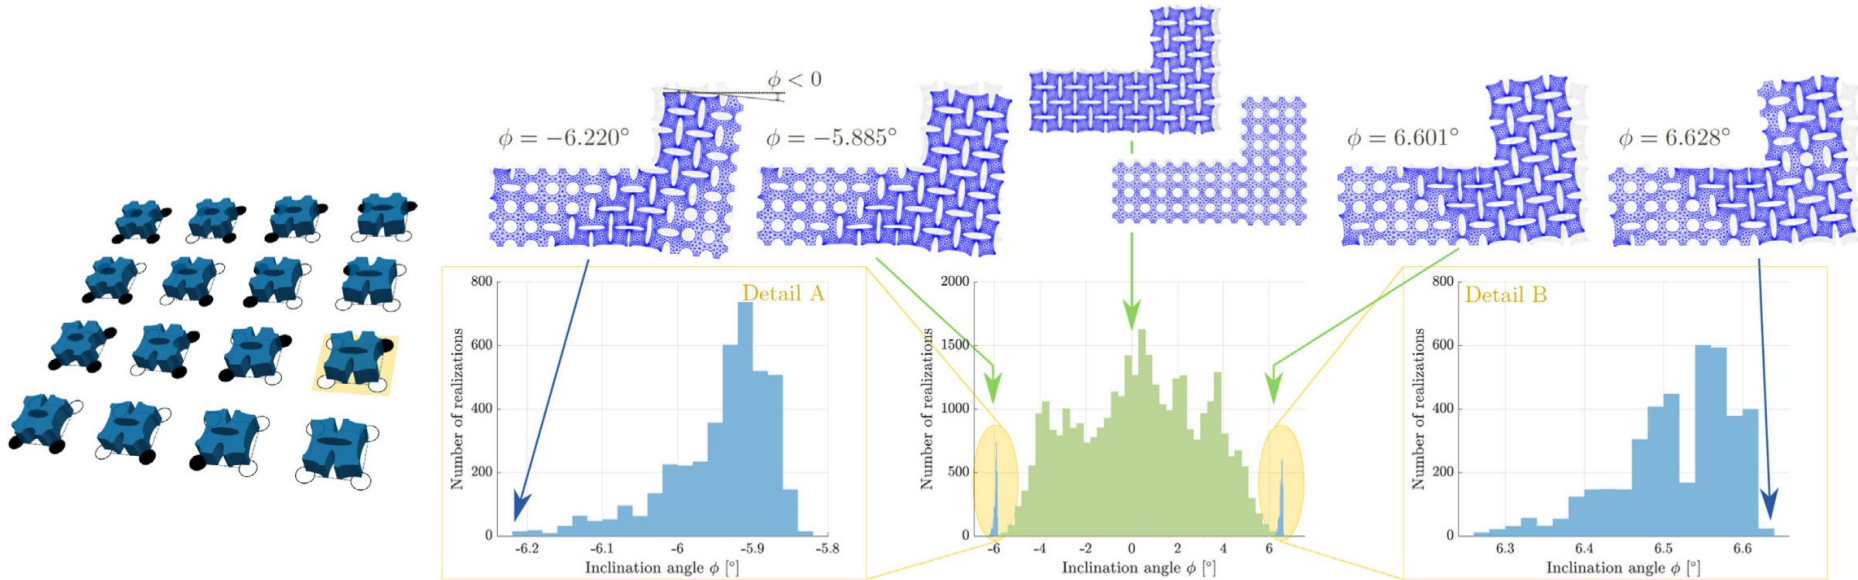 ϕ < 0
ϕ = −6.220°
ϕ = −5.885°
ϕ = 6.601°
ϕ = 6.628°
Detail A
Number of realizations
800
600
400
200
0
-6.2
-6.1
-6
-5.9
-5.8
Inclination angle ϕ [°]
Number of realizations
2000
1500
1000
500
0
-6
-4
-2
0
2
4
6
Inclination angle ϕ [°]
Detail B
Number of realizations
800
600
400
200
0
6.3
6.4
6.5
6.6
Inclination angle ϕ [°]